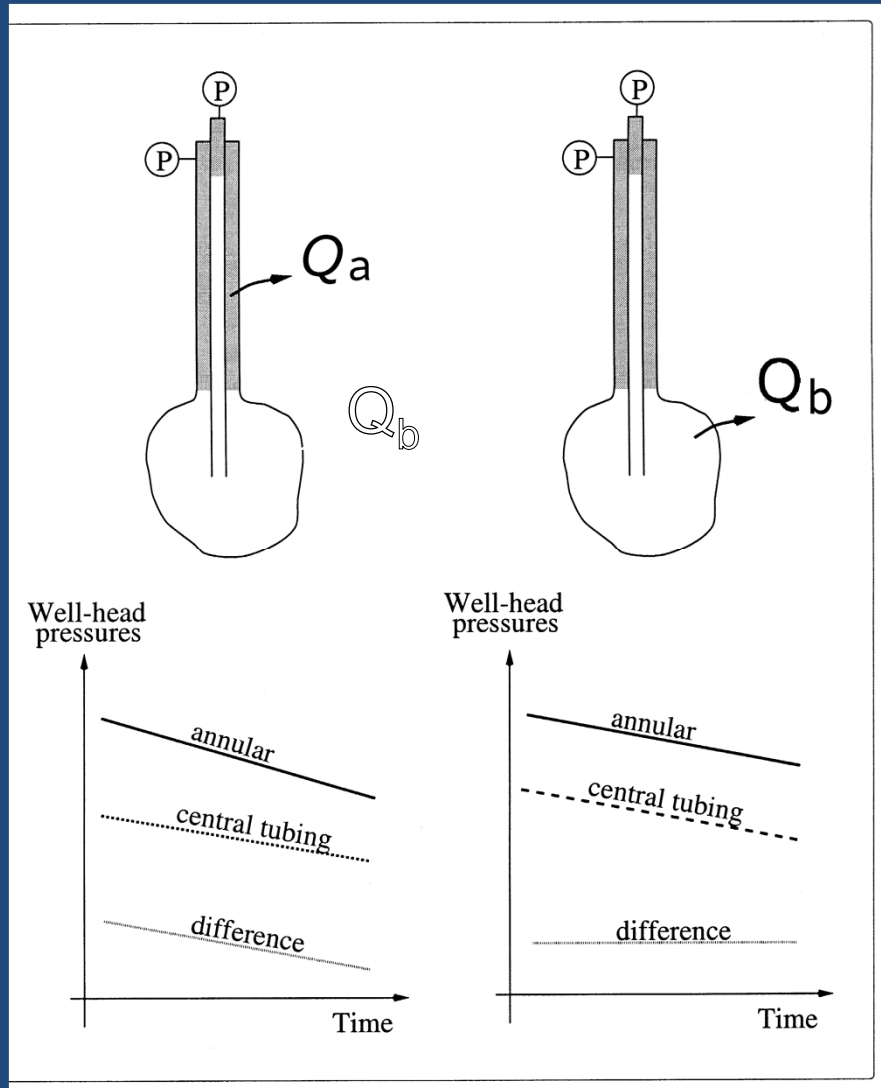 P
P
Qa
Qb
Well-head
pressures
annular
central tubing
difference
Time
P
P
Qb
Well-head
pressures
annular
central tubing
difference
Time